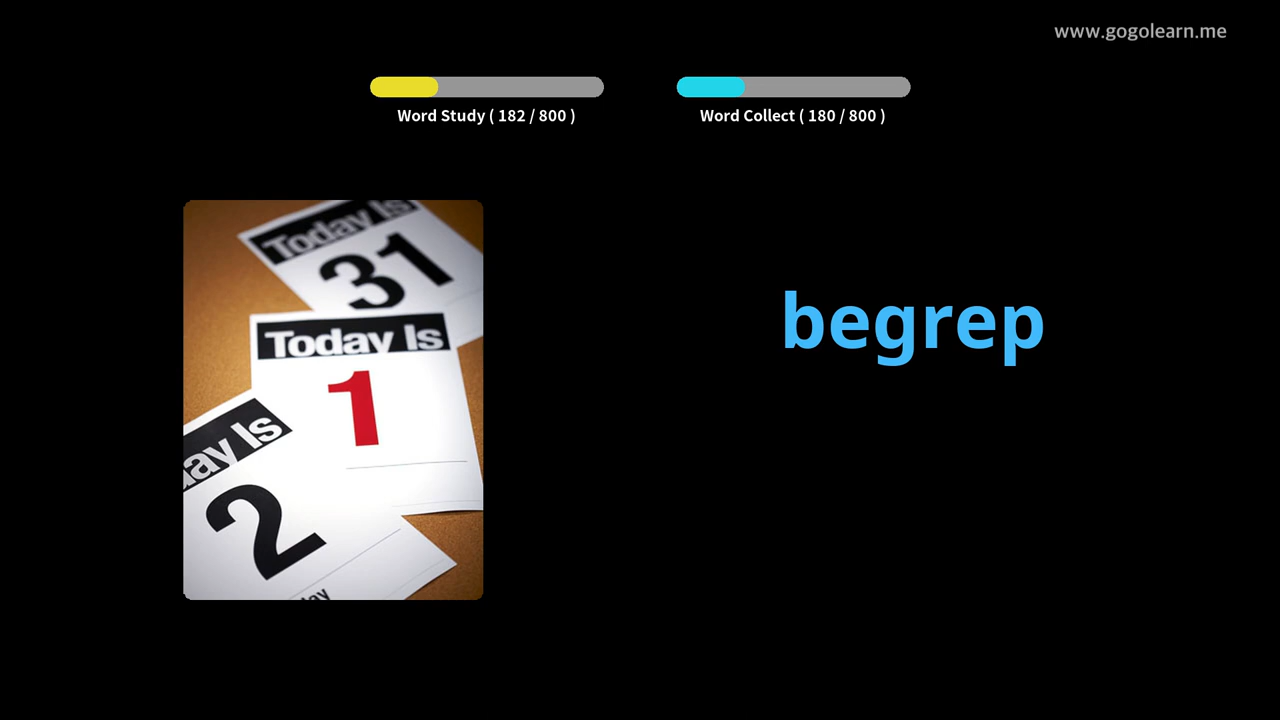 www.gogolearn.me
Word Study ( 182 / 800 )
Word Collect ( 180 / 800 )
Today Is
31
Today Is
1
day Is
2
begrep